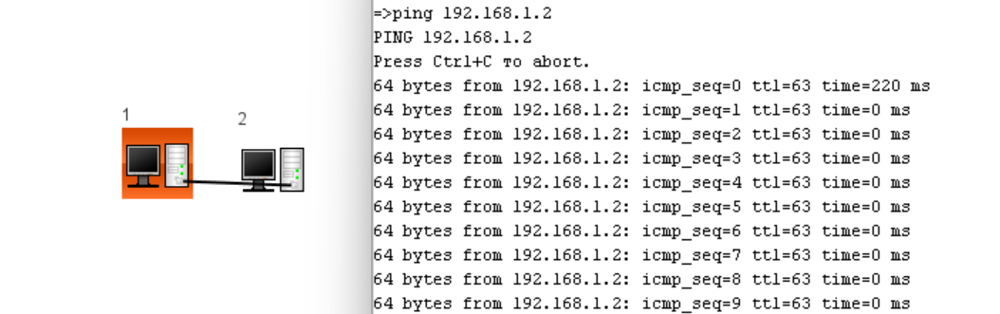 =>ping 192.168.1.2
PING 192.168.1.2
Press Ctrl+C to abort.
64 bytes from 192.168.1.2: icmp_seq=0 ttl=63 time=220 ms
64 bytes from 192.168.1.2: icmp_seq=1 ttl=63 time=0 ms
64 bytes from 192.168.1.2: icmp_seq=2 ttl=63 time=0 ms
64 bytes from 192.168.1.2: icmp_seq=3 ttl=63 time=0 ms
64 bytes from 192.168.1.2: icmp_seq=4 ttl=63 time=0 ms
64 bytes from 192.168.1.2: icmp_seq=5 ttl=63 time=0 ms
64 bytes from 192.168.1.2: icmp_seq=6 ttl=63 time=0 ms
64 bytes from 192.168.1.2: icmp_seq=7 ttl=63 time=0 ms
64 bytes from 192.168.1.2: icmp_seq=8 ttl=63 time=0 ms
64 bytes from 192.168.1.2: icmp_seq=9 ttl=63 time=0 ms
1
2